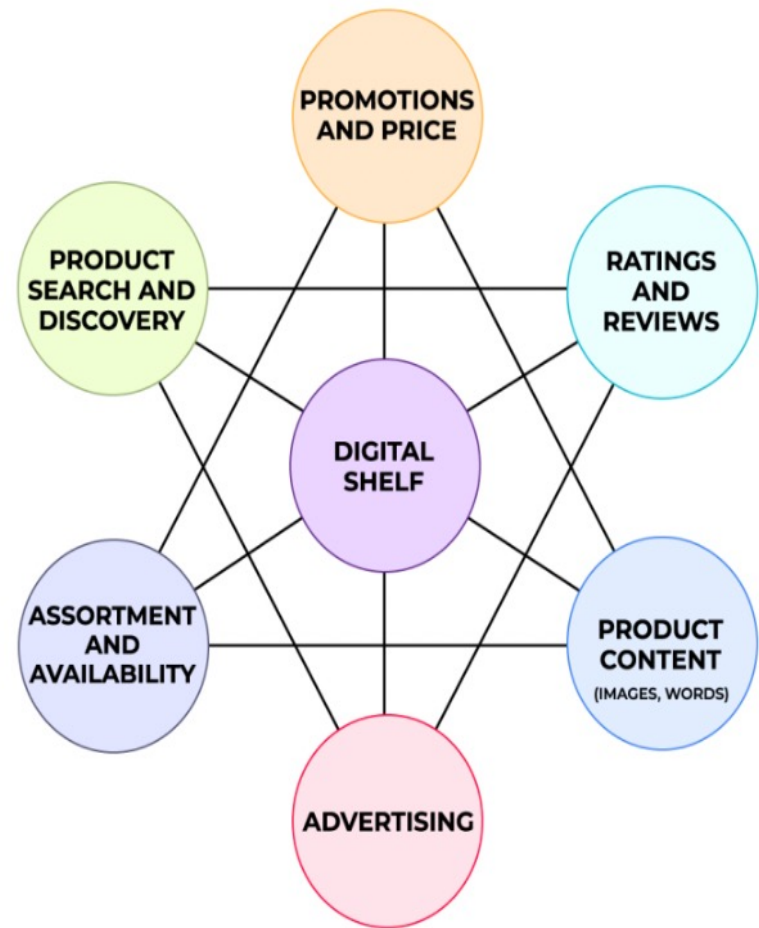 PROMOTIONS
AND PRICE
PRODUCT
SEARCH AND
DISCOVERY
RATINGS
AND
REVIEWS
DIGITAL
SHELF
ASSORTMENT
AND
AVAILABILITY
PRODUCT
CONTENT
(IMAGES, WORDS)
ADVERTISING